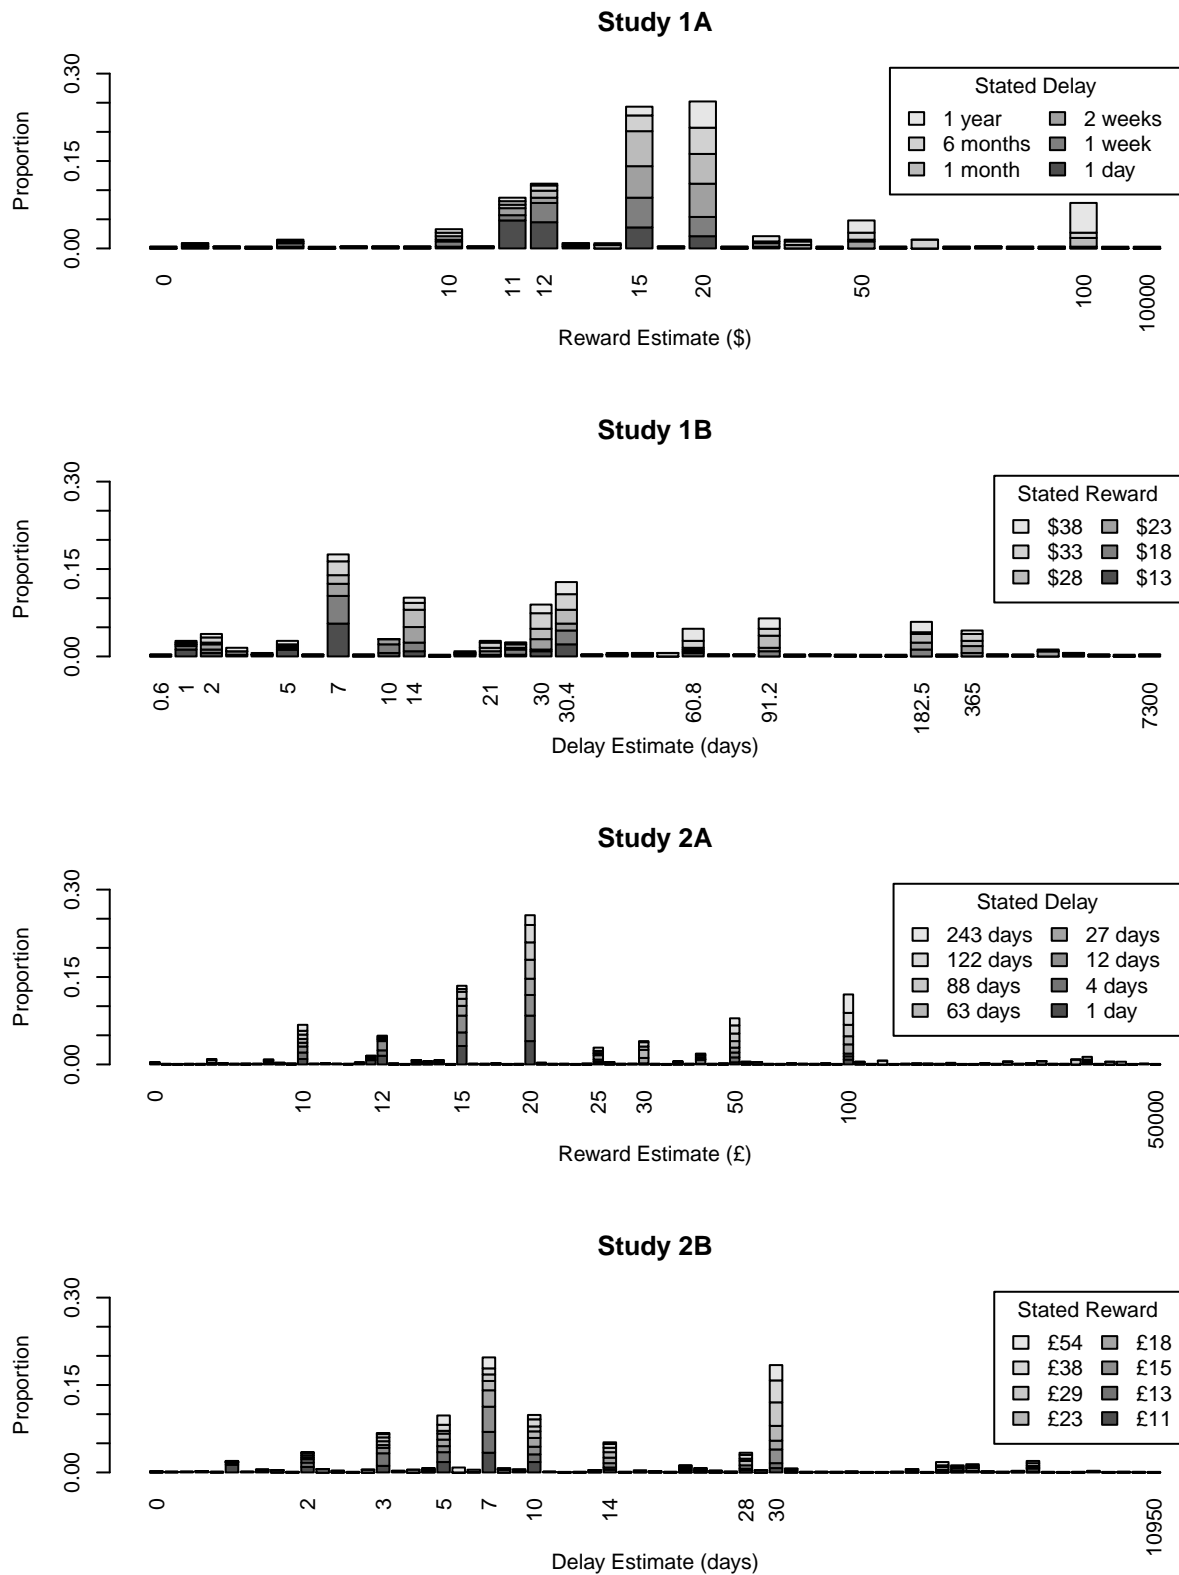 Study 1A
Proportion
0.30
0.15
0.00
Stated Delay
1 year
2 weeks
6 months
1 week
1 month
1 day
0 10 11 12 15 20 50 100 10000
Reward Estimate ($)
Study 1B
Proportion
0.30
0.15
0.00
Stated Reward
$38
$23
$33
$18
$28
$13
0.6 1 2 5 7 10 14 21 30 30.4 60.8 91.2 182.5 365 7300
Delay Estimate (days)
Study 2A
Proportion
0.30
0.15
0.00
Stated Delay
243 days
27 days
122 days
12 days
88 days
4 days
63 days
1 day
0 10 12 15 20 25 30 50 100 50000
Reward Estimate (£)
Study 2B
Proportion
0.30
0.15
0.00
Stated Reward
£54
£18
£38
£15
£29
£13
£23
£11
0 2 3 5 7 10 14 28 30 10950
Delay Estimate (days)